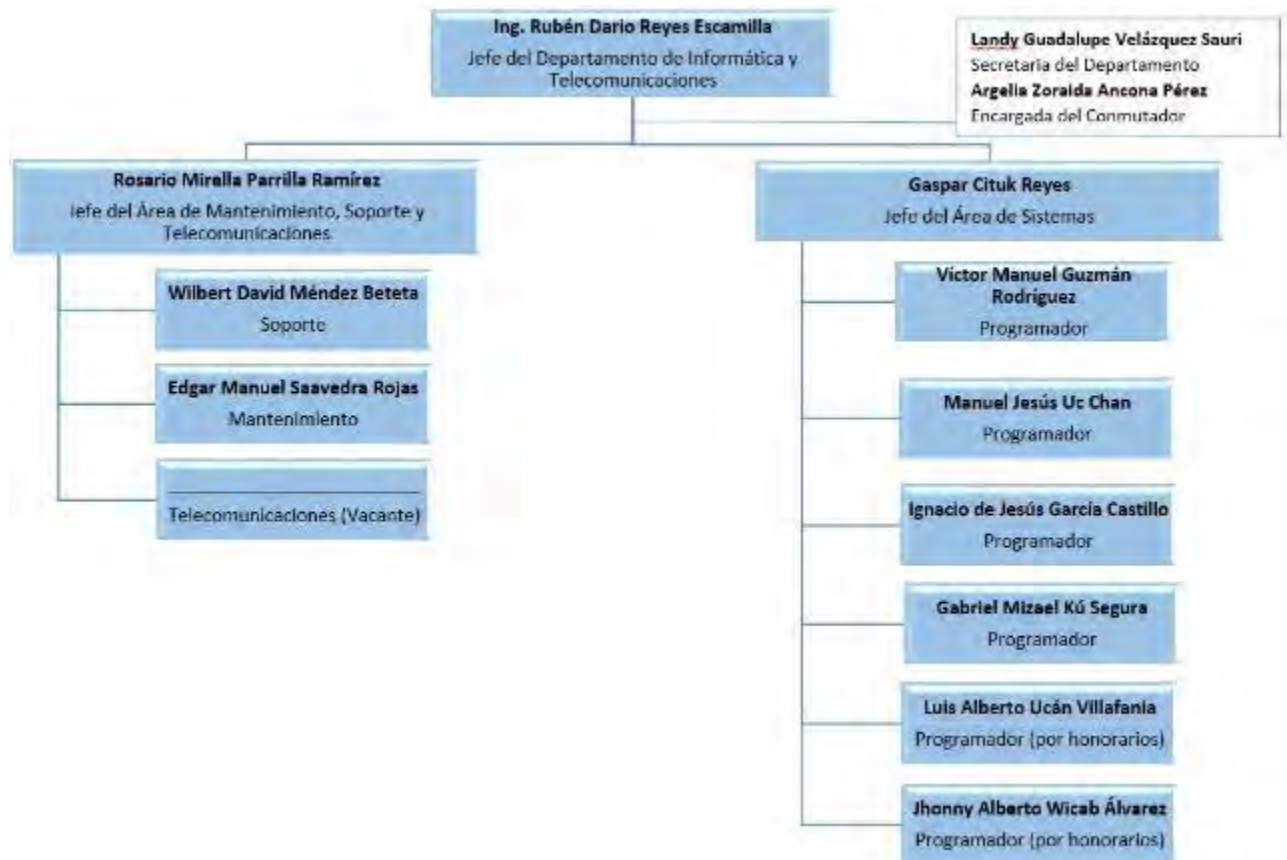 Ing. Rubén Dario Reyes Escamilla
Jefe del Departamento de Informática y
Telecomunicaciones
Landy Guadalupe Velázquez Sauri
Secretaria del Departamento
Argelia Zoraida Ancona Pérez
Encargada del Conmutador
Rosario Mirella Parrilla Ramírez
Jefe del Área de Mantenimiento, Soporte y
Telecomunicaciones
Wilbert David Méndez Beteta
Soporte
Edgar Manuel Saavedra Rojas
Mantenimiento
Telecomunicaciones (Vacante)
Gaspar Cituk Reyes
Jefe del Área de Sistemas
Víctor Manuel Guzmán
Rodríguez
Programador
Manuel Jesús Uc Chan
Programador
Ignacio de Jesús García Castillo
Programador
Gabriel Mizael Kú Segura
Programador
Luis Alberto Ucán Villafania
Programador (por honorarios)
Jhonny Alberto Wicab Álvarez
Programador (por honorarios)